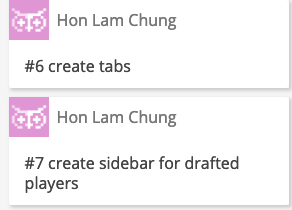 Hon Lam Chung
#6 create tabs
Hon Lam Chung
#7 create sidebar for drafted
players